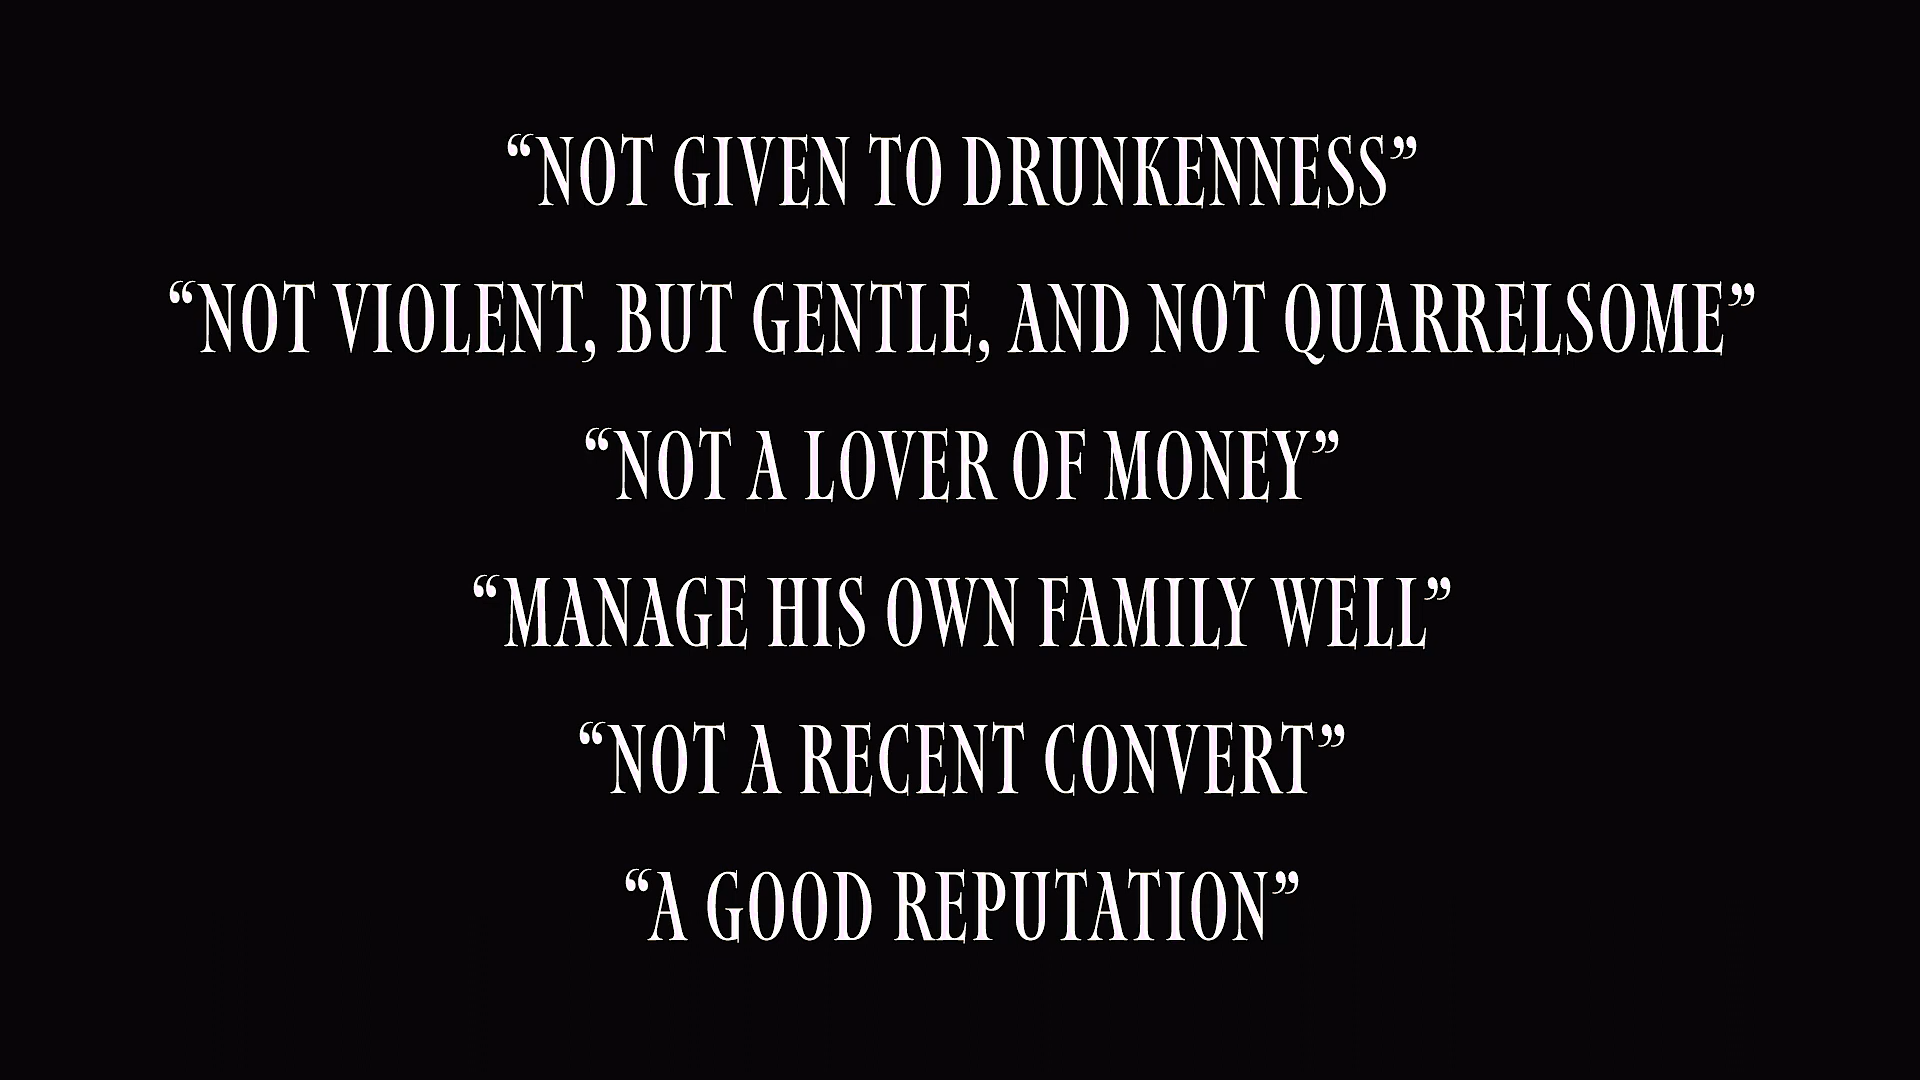 “NOT GIVEN TO DRUNKENNESS”
“NOT VIOLENT, BUT GENTLE, AND NOT QUARRELSOME”
“NOT A LOVER OF MONEY”
“MANAGE HIS OWN FAMILY WELL”
“NOT A RECENT CONVERT”
“A GOOD REPUTATION”